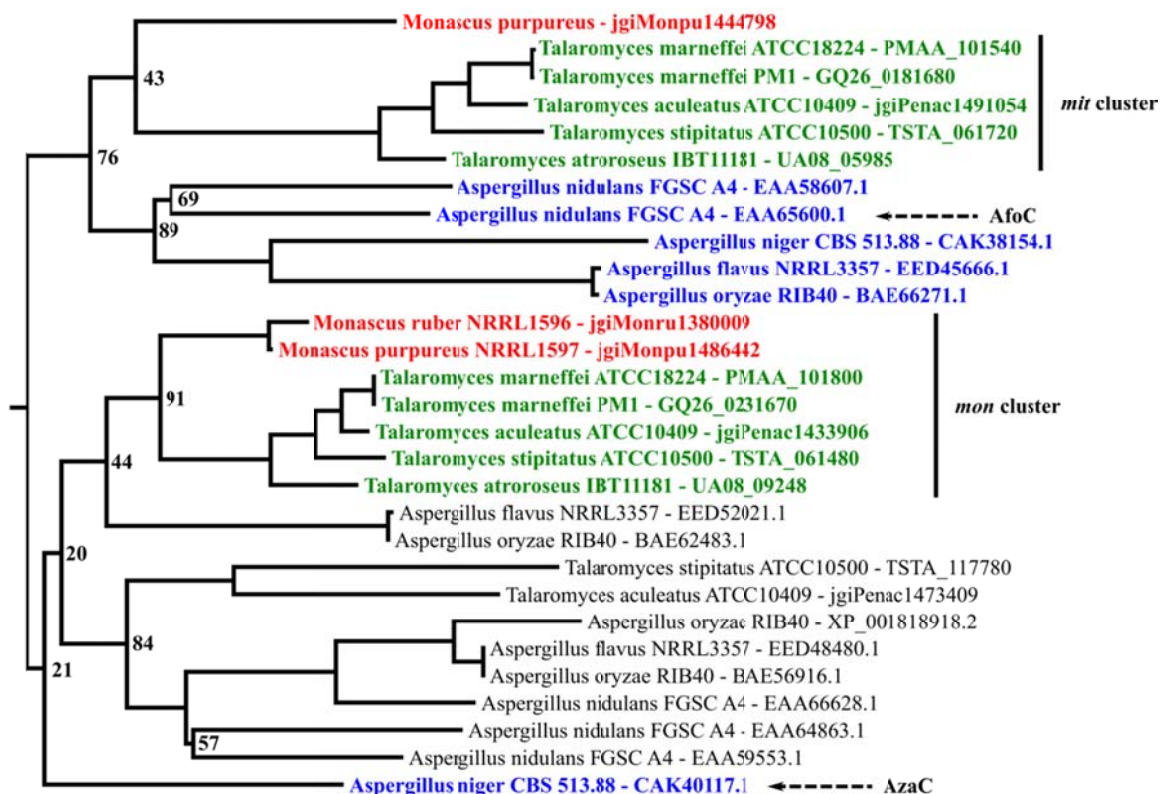 Monascus purpureus - jgiMonpu1444798
Talaromyces marneffei ATCC18224 - PMAA_101540
43
Talaromyces marneffei PM1 - GQ26_0181680
Talaromyces aculeatus ATCC10409 - jgiPenac1491054
mit cluster
Talaromyces stipitatus ATCC10500 - TSTA_061720
76
Talaromyces atroroseus IBT11181 - UA08_05985
Aspergillus nidulans FGSC A4 - EAA58607.1
69
Aspergillus nidulans FGSC A4 - EAA65600.1
AfoC
89
Aspergillus niger CBS 513.88 - CAK38154.1
Aspergillus flavus NRRL3357 - EED45666.1
Aspergillus oryzae RIB40 - BAE66271.1
Monascus ruber NRRL1596 - jgiMonru1380009
Monascus purpureus NRRL1597 - jgiMonpu1486442
Talaromyces marneffei ATCC18224 - PMAA_101800
91
Talaromyces marneffei PM1 - GQ26_0231670
mon cluster
Talaromyces aculeatus ATCC10409 - jgiPenac1433906
44
Talaromyces stipitatus ATCC10500 - TSTA_061480
Talaromyces atroroseus IBT11181 - UA08_09248
Aspergillus flavus NRRL3357 - EED52021.1
Aspergillus oryzae RIB40 - BAE62483.1
20
Talaromyces stipitatus ATCC10500 - TSTA_117780
Talaromyces aculeatus ATCC10409 - jgiPenac1473409
Aspergillus oryzae RIB40 - XP_001818918.2
84
Aspergillus flavus NRRL3357 - EED48480.1
21
Aspergillus oryzae RIB40 - BAE56916.1
Aspergillus nidulans FGSC A4 - EAA66628.1
Aspergillus nidulans FGSC A4 - EAA64863.1
57
Aspergillus nidulans FGSC A4 - EAA59553.1
Aspergillus niger CBS 513.88 - CAK40117.1
AzaC